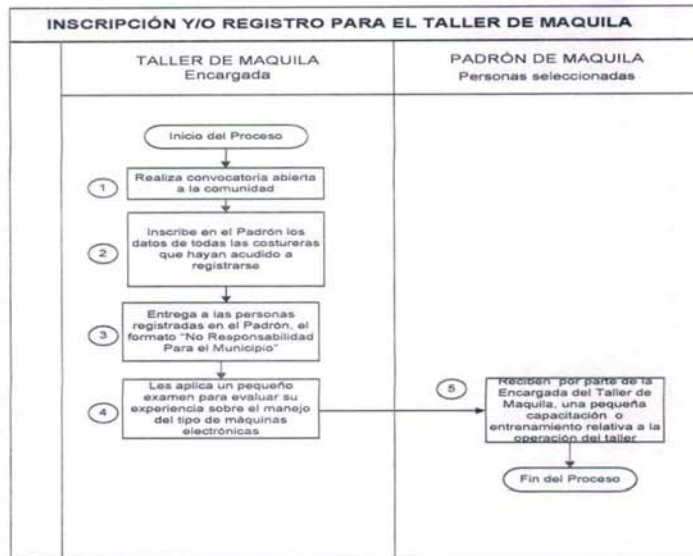 INSCRIPCIÓN Y/O REGISTRO PARA EL TALLER DE MAQUILA
TALLER DE MAQUILA
Encargada
PADRÓN DE MAQUILA
Personas seleccionadas
Inicio del Proceso
1
Realiza convocatoria abierta
a la comunidad
2
Inscribe en el Padrón los
datos de todas las costureras
que hayan acudido a
registrarse
3
Entrega a las personas
registradas en el Padrón, el
formato "No Responsabilidad
Para el Municipio"
4
Les aplica un pequeño
examen para evaluar su
experiencia sobre el manejo
del tipo de máquinas
electrónicas
5
Reciben por parte de la
Encargada del Taller de
Maquila, una pequeña
capacitación o
entrenamiento relativa a la
operación del taller
Fin del Proceso